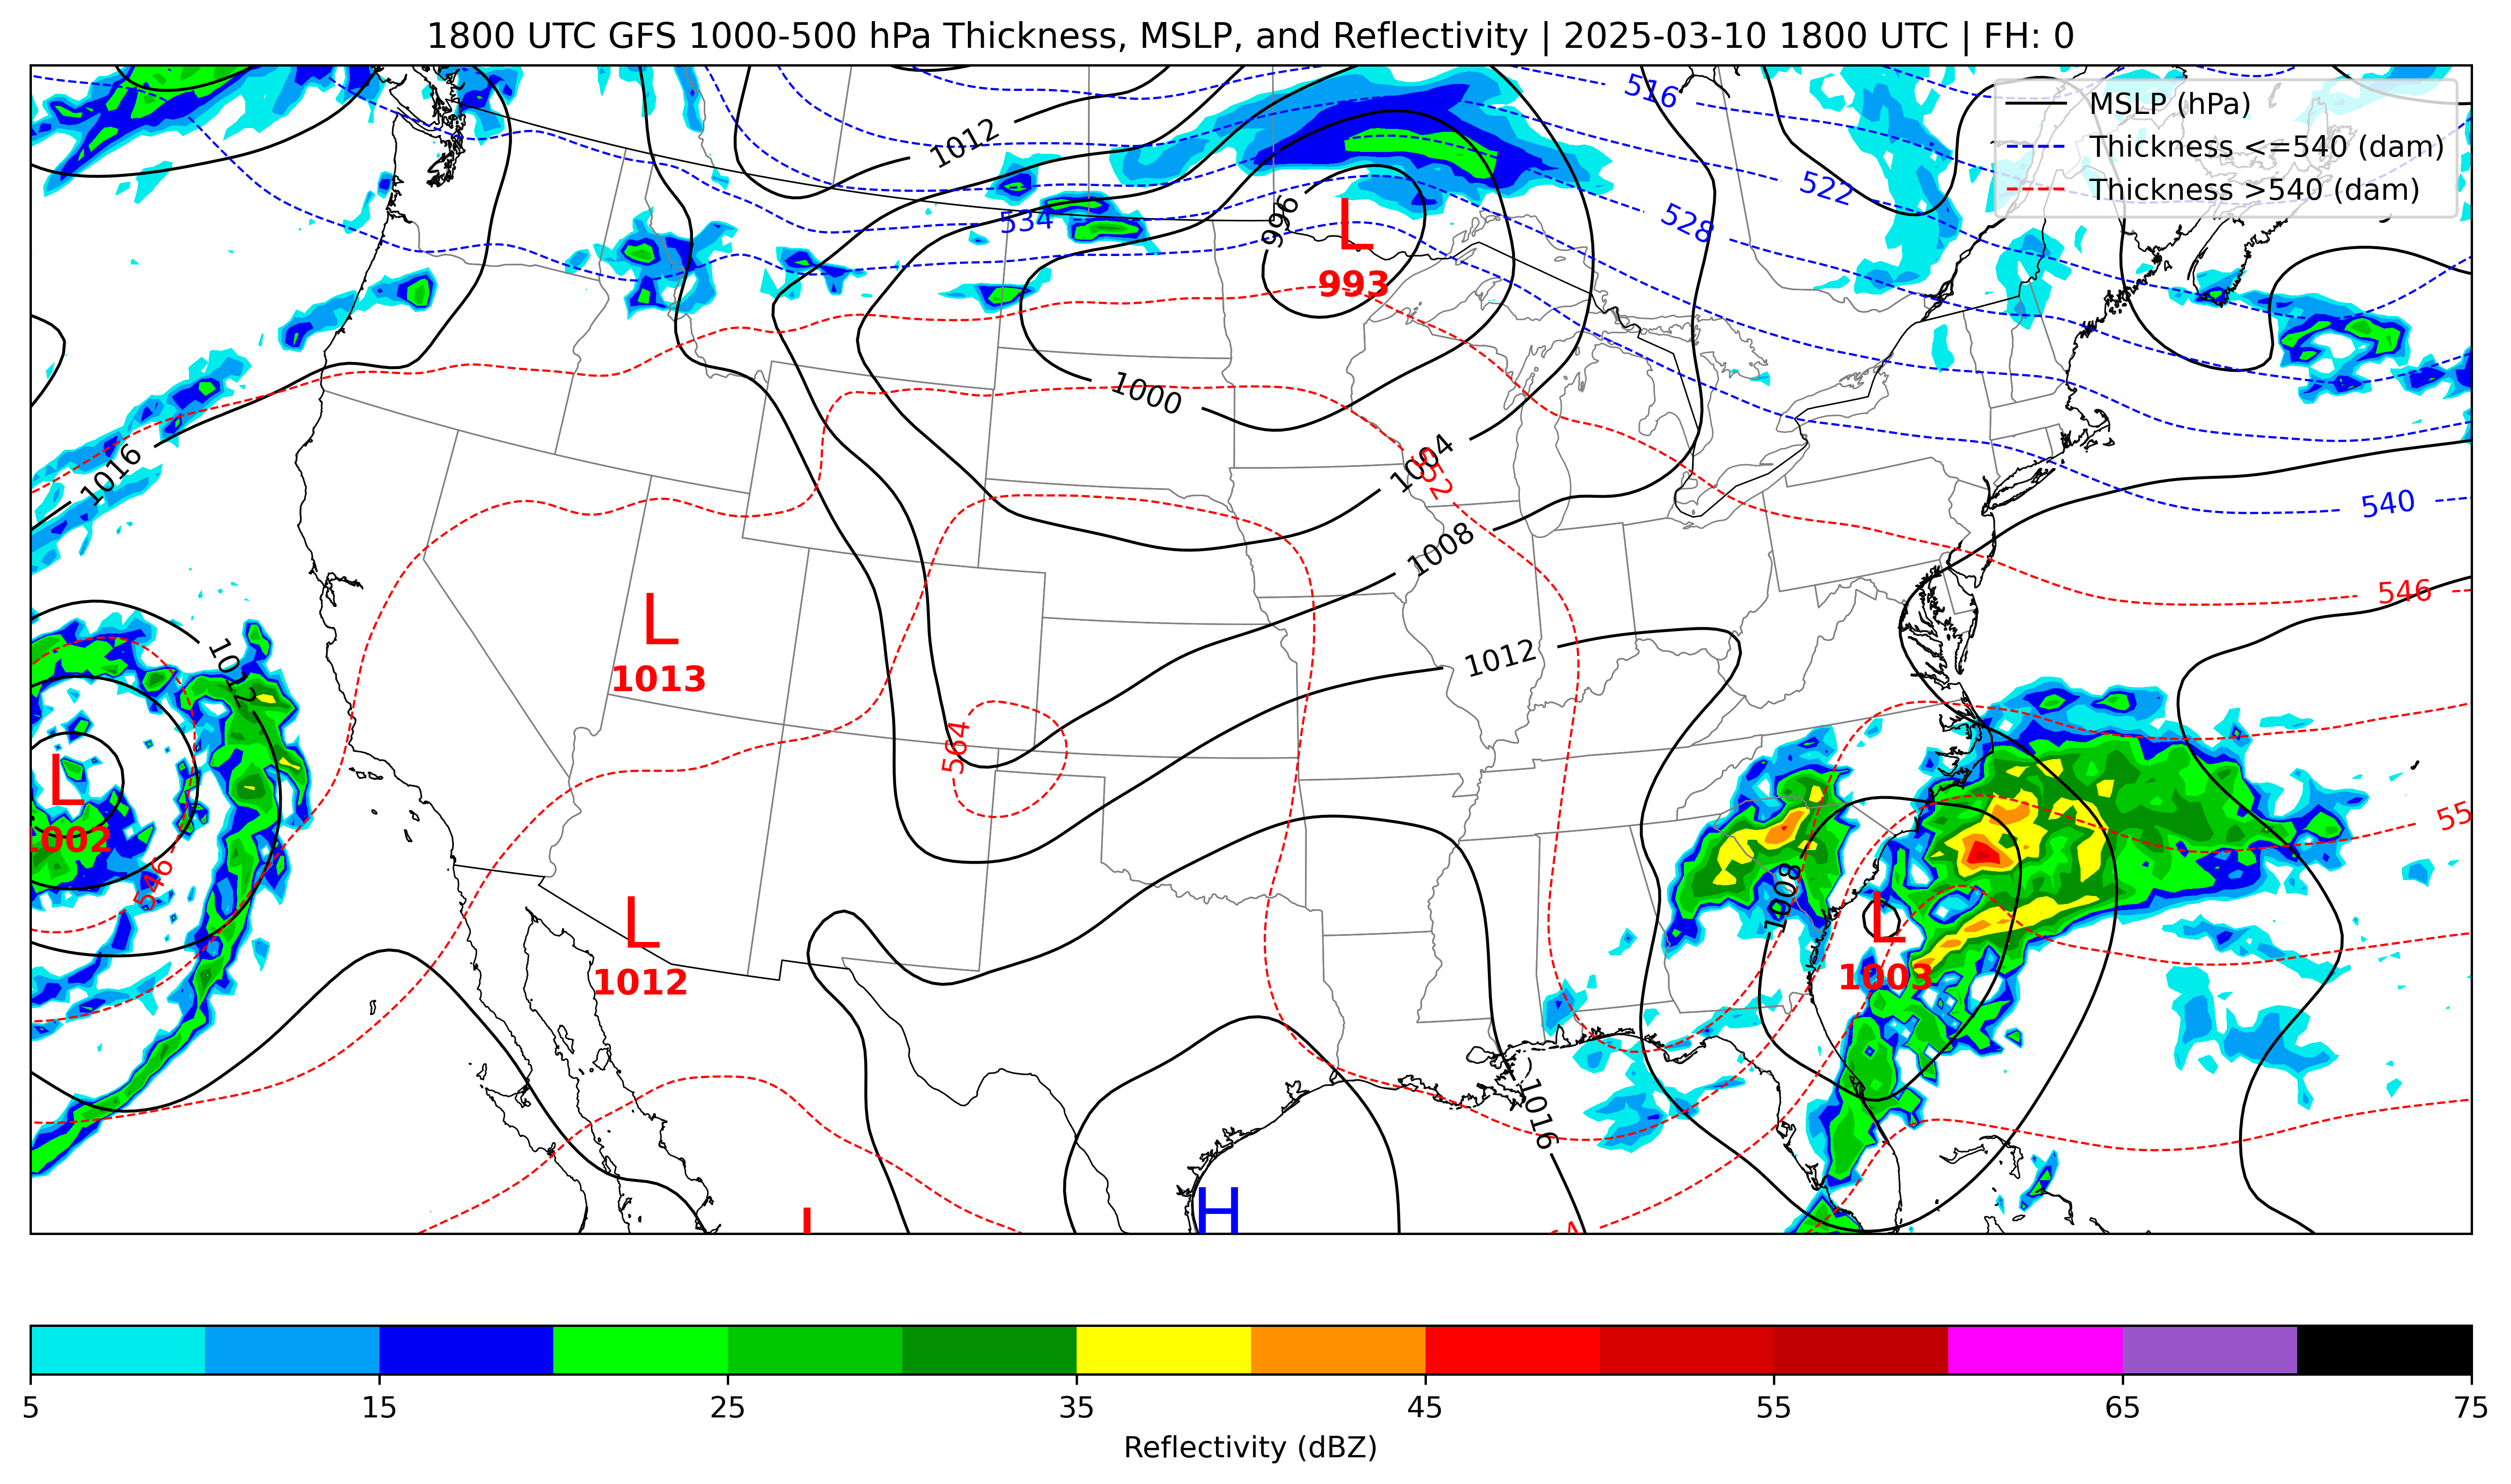 1800 UTC GFS 1000-500 hPa Thickness, MSLP, and Reflectivity | 2025-03-10 1800 UTC | FH: 0
MSLP (hPa)
Thickness <=540 (dam)
Thickness >540 (dam)
516
1012
522
534
528
996
L
993
1000
1004
552
1016
540
1008
546
L
1013
1012
1012
564
L
1002
546
55
1008
L
1003
L
1012
1016
H
L
5
15
25
35
45
55
65
75
Reflectivity (dBZ)